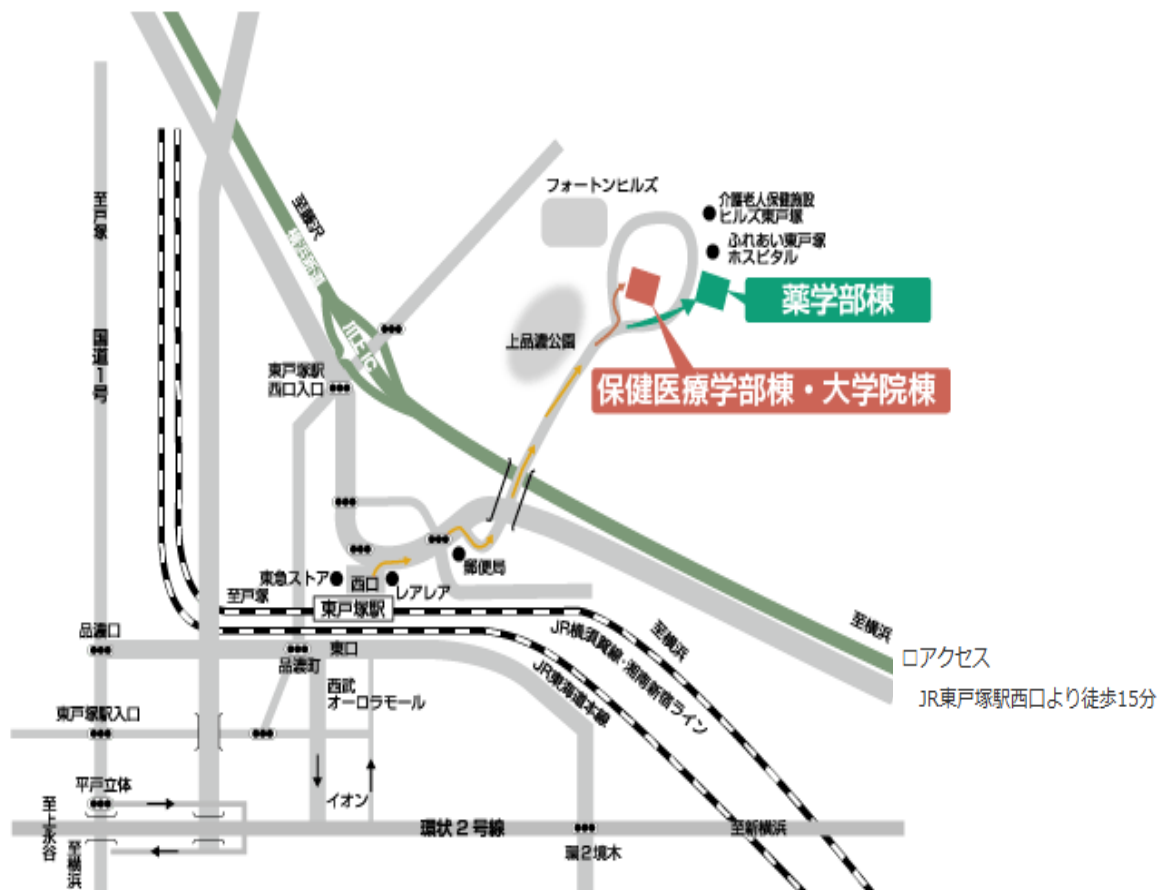 フォートンヒルズ
介護老人保健施設
ヒルズ東戸塚
ふれあい東戸塚
ホスピタル
至戸塚
至藤沢
横浜新道
薬学部棟
国道1号
川上IC
上品濃公園
東戸塚駅
西口入口
保健医療学部棟・大学院棟
郵便局
東急ストア
西口
レアレア
至戸塚
東戸塚駅
至横浜
品濃口
東口
品濃町
JR横須賀線・湘南新宿ライン
至横浜
JR東海道本線
□アクセス
JR東戸塚駅西口より徒歩15分
西武
オーロラモール
東戸塚駅入口
平戸立体
イオン
至上永谷
至横浜
環状2号線
至新横浜
環2境木